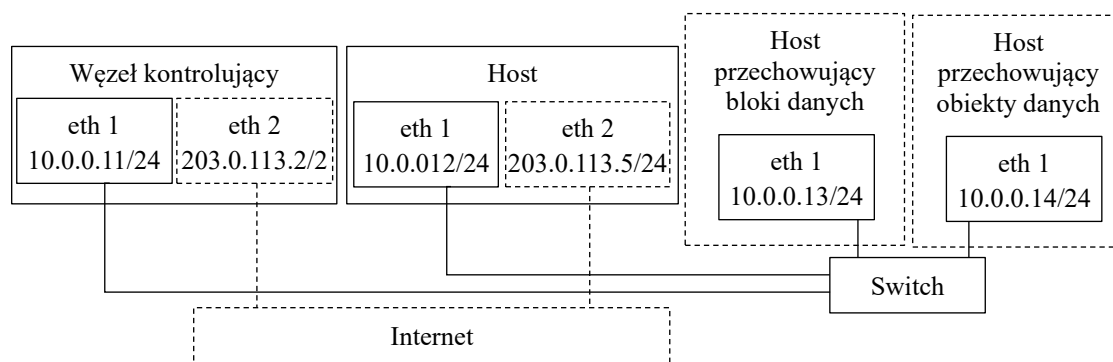 Węzeł kontrolujący
eth 1
10.0.0.11/24
eth 2
203.0.113.2/2
Host
eth 1
10.0.012/24
eth 2
203.0.113.5/24
Host
przechowujący
bloki danych
eth 1
10.0.0.13/24
Host
przechowujący
obiekty danych
eth 1
10.0.0.14/24
Switch
Internet